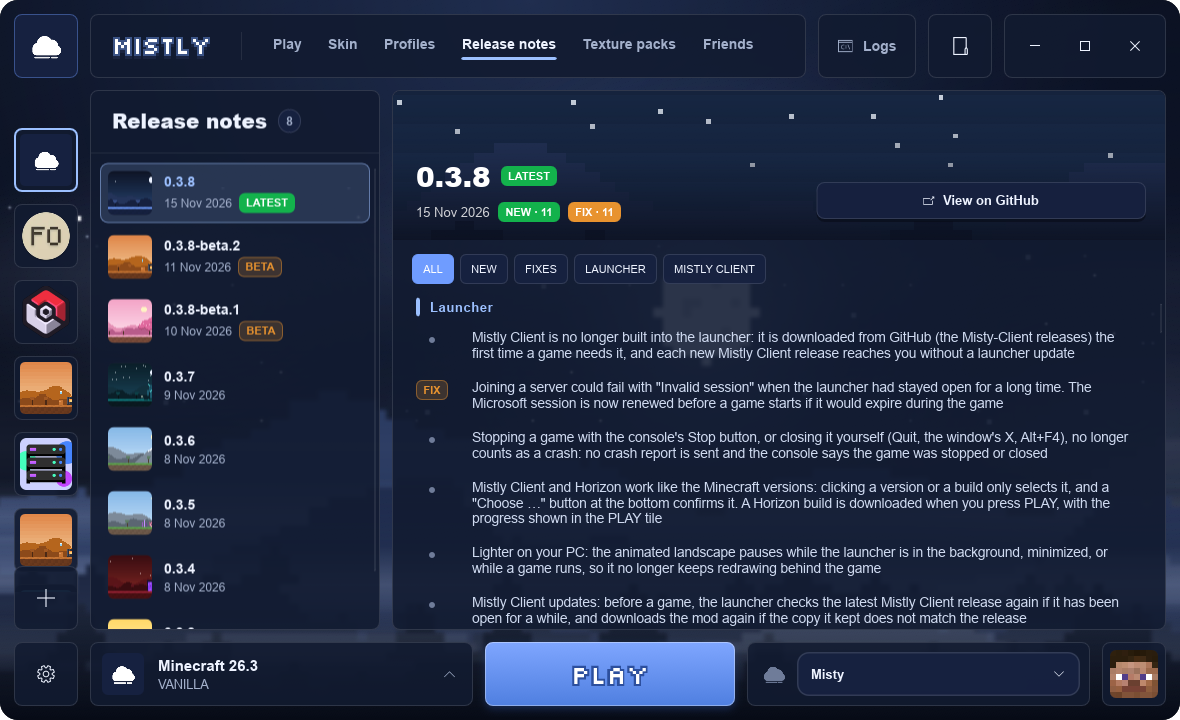 MISTLY
Play
Skin
Profiles
Release notes
Texture packs
Friends
Logs
Release notes
8
0.3.8
15 Nov 2026
LATEST
0.3.8-beta.2
11 Nov 2026
BETA
0.3.8-beta.1
10 Nov 2026
BETA
0.3.7
9 Nov 2026
0.3.6
8 Nov 2026
0.3.5
8 Nov 2026
0.3.4
8 Nov 2026
FO
0.3.8
LATEST
15 Nov 2026
NEW · 11
FIX · 11
View on GitHub
ALL
NEW
FIXES
LAUNCHER
MISTLY CLIENT
Launcher
Mistly Client is no longer built into the launcher: it is downloaded from GitHub (the Misty-Client releases) the
first time a game needs it, and each new Mistly Client release reaches you without a launcher update
FIX
Joining a server could fail with "Invalid session" when the launcher had stayed open for a long time. The
Microsoft session is now renewed before a game starts if it would expire during the game
Stopping a game with the console's Stop button, or closing it yourself (Quit, the window's X, Alt+F4), no longer
counts as a crash: no crash report is sent and the console says the game was stopped or closed
Mistly Client and Horizon work like the Minecraft versions: clicking a version or a build only selects it, and a
"Choose …" button at the bottom confirms it. A Horizon build is downloaded when you press PLAY, with the
progress shown in the PLAY tile
Lighter on your PC: the animated landscape pauses while the launcher is in the background, minimized, or
while a game runs, so it no longer keeps redrawing behind the game
Mistly Client updates: before a game, the launcher checks the latest Mistly Client release again if it has been
open for a while, and downloads the mod again if the copy it kept does not match the release
Minecraft 26.3
VANILLA
PLAY
Misty